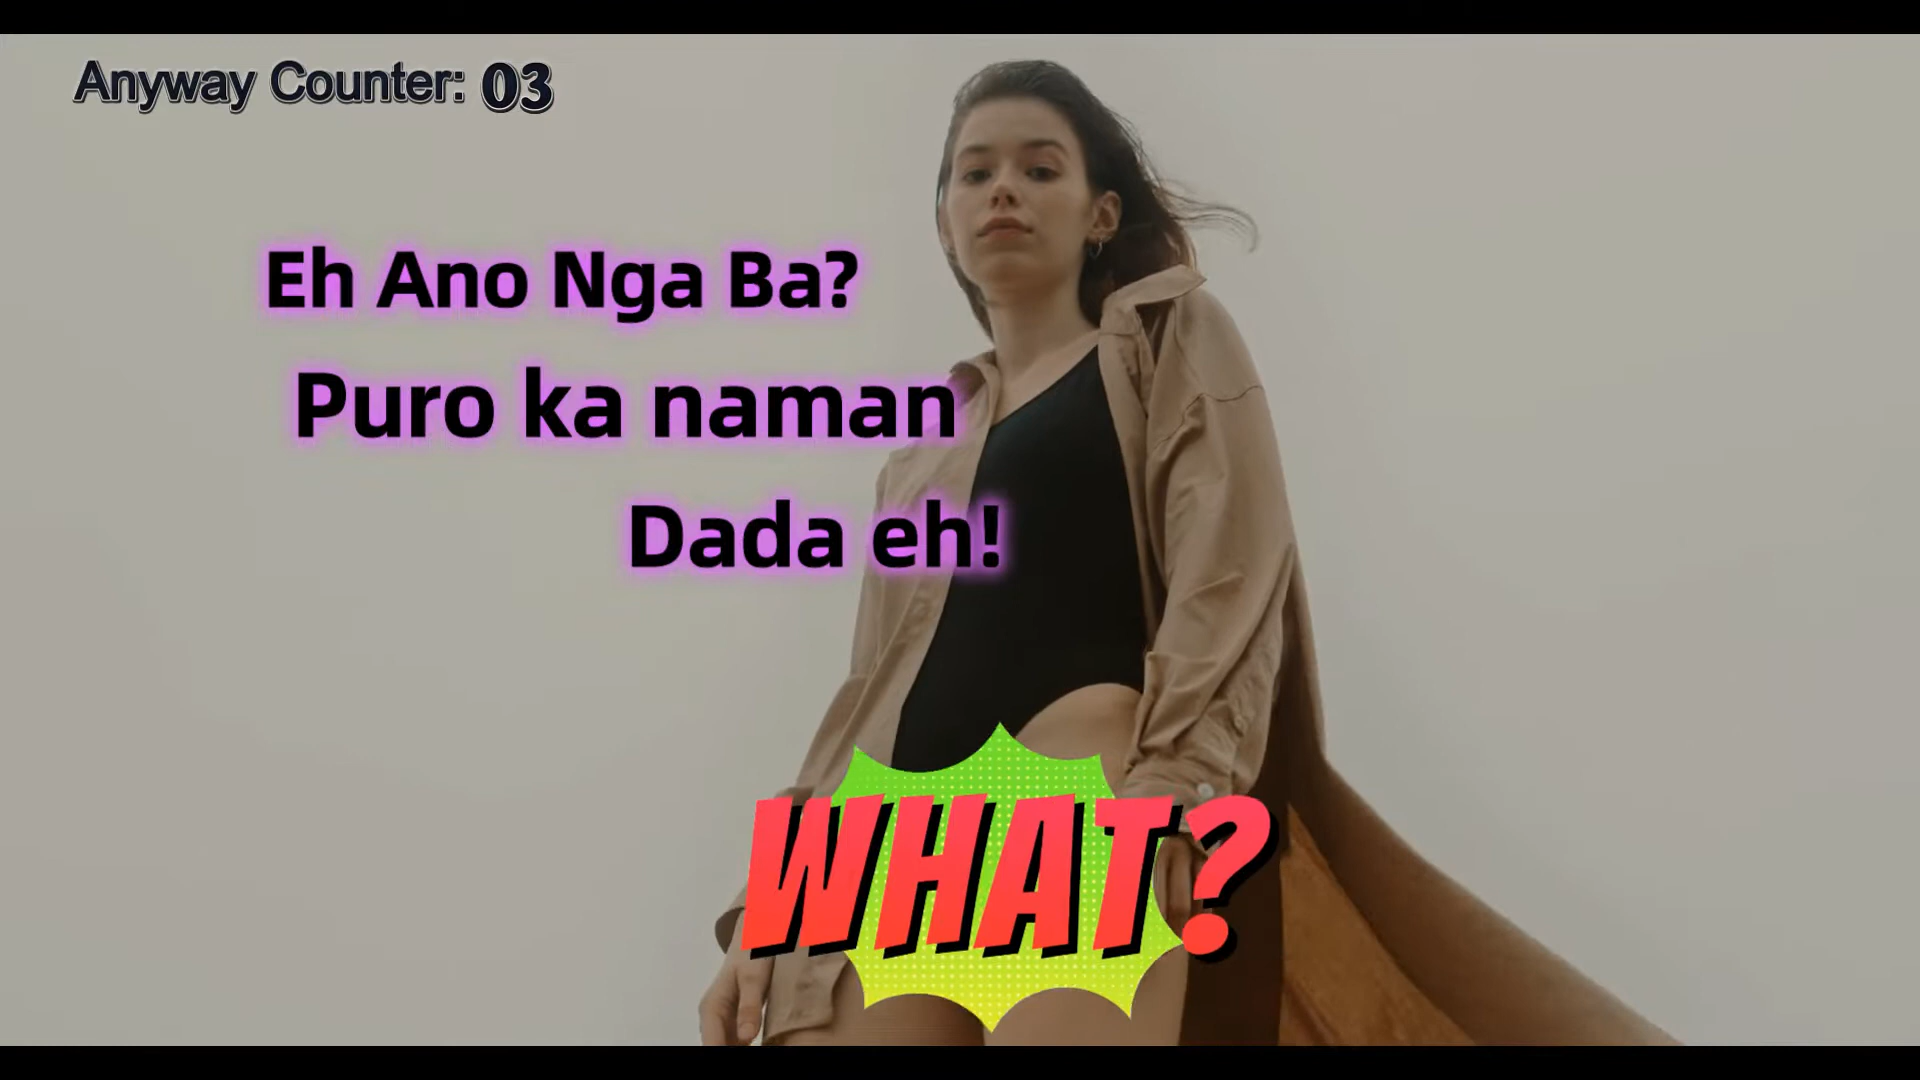 Anyway Counter: 03
Eh Ano Nga Ba?
Puro ka naman
Dada eh!
WHAT?